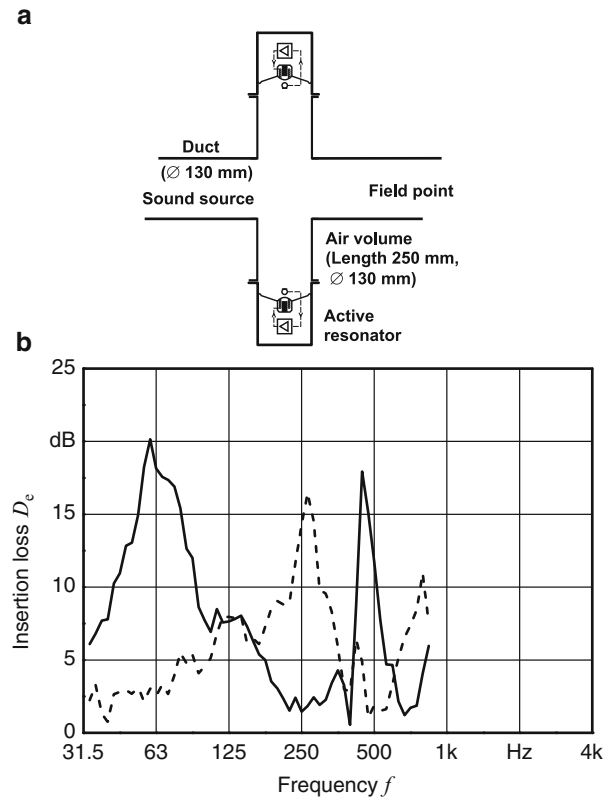 a
Duct
(∅ 130 mm)
Sound source
Field point
Air volume
(Length 250 mm,
∅ 130 mm)
Active
resonator
b
25
dB
15
10
5
0
Insertion loss Dₑ
31.5 63 125 250 500 1k Hz 4k
Frequency f